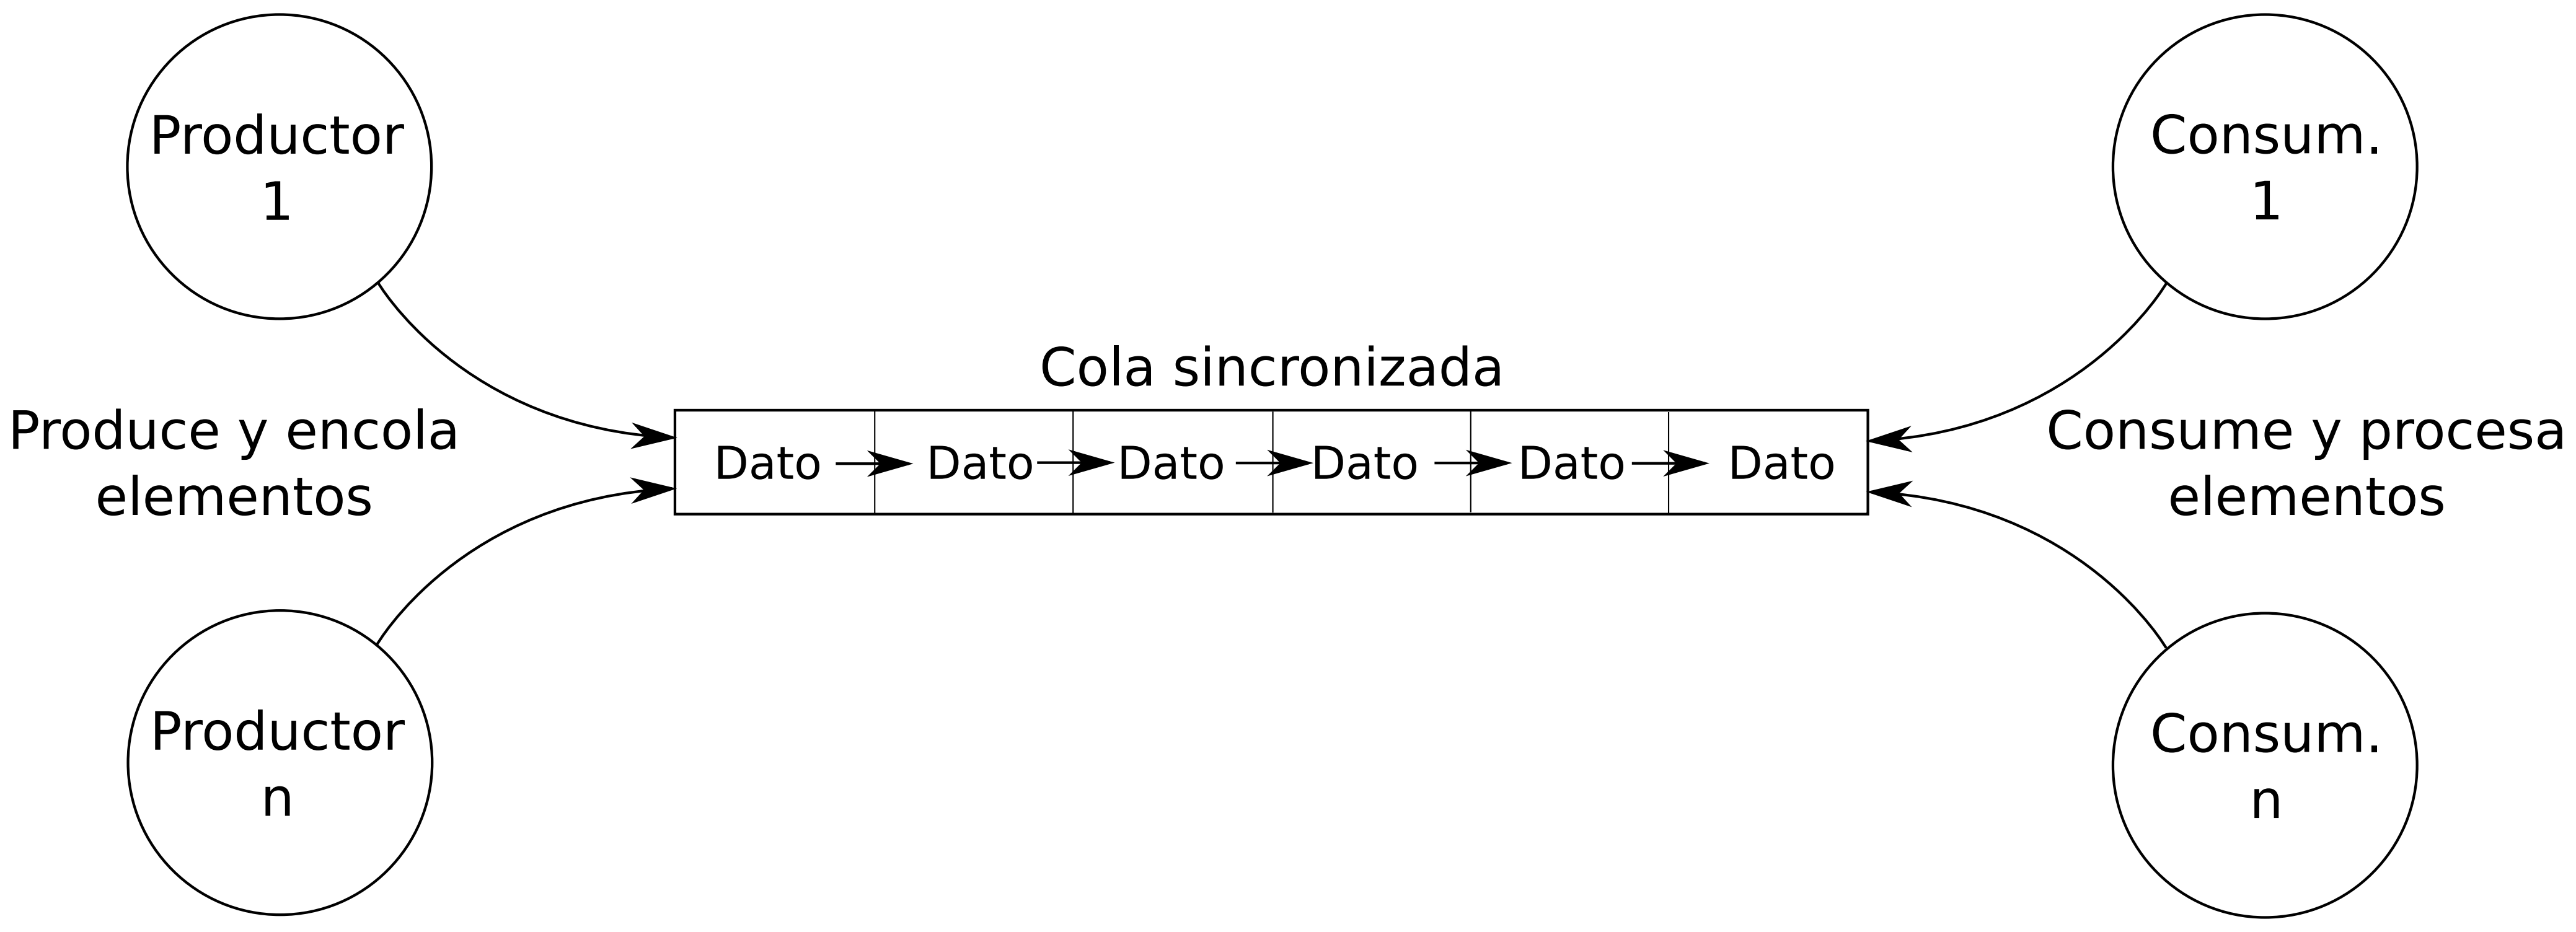 Productor
1
Consum.
1
Cola sincronizada
Produce y encola
elementos
Dato Dato Dato Dato Dato Dato
Consume y procesa
elementos
Productor
n
Consum.
n